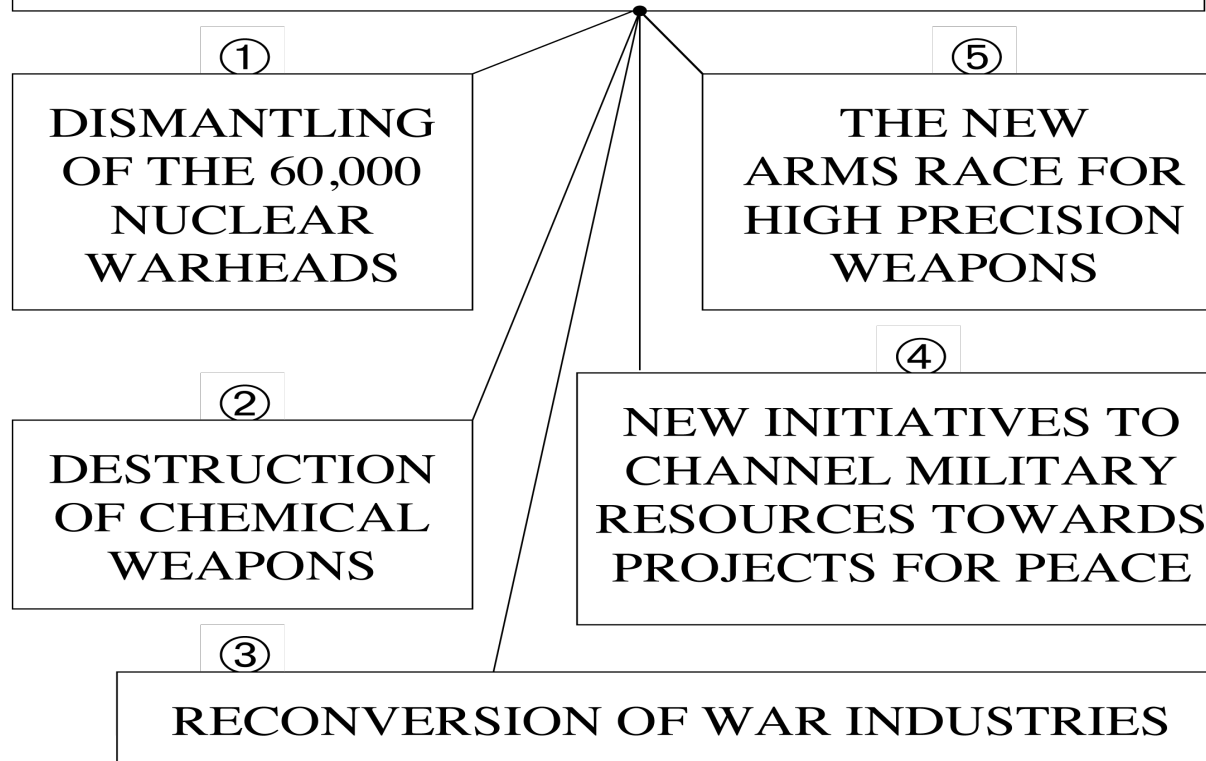 ①
DISMANTLING
OF THE 60,000
NUCLEAR
WARHEADS
②
DESTRUCTION
OF CHEMICAL
WEAPONS
③
RECONVERSION OF WAR INDUSTRIES
④
NEW INITIATIVES TO
CHANNEL MILITARY
RESOURCES TOWARDS
PROJECTS FOR PEACE
⑤
THE NEW
ARMS RACE FOR
HIGH PRECISION
WEAPONS